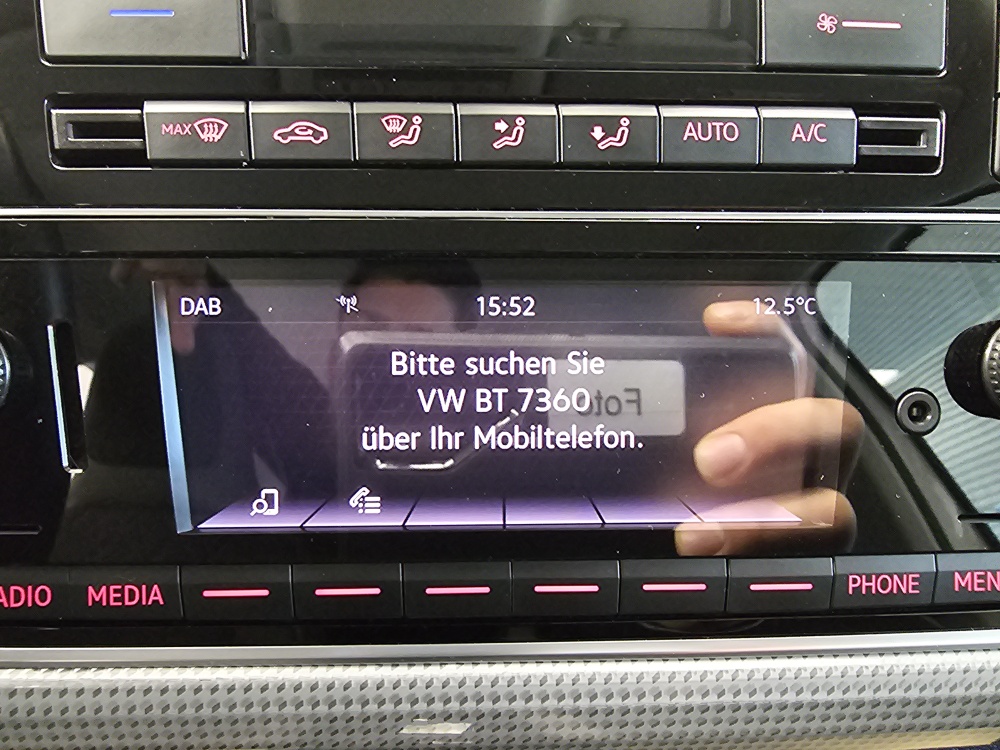 MAX
AUTO
A/C
DAB
15:52
12.5°C
Bitte suchen Sie
VW BT 7360
über Ihr Mobiltelefon.
Foto
ADIO
MEDIA
PHONE
MEN